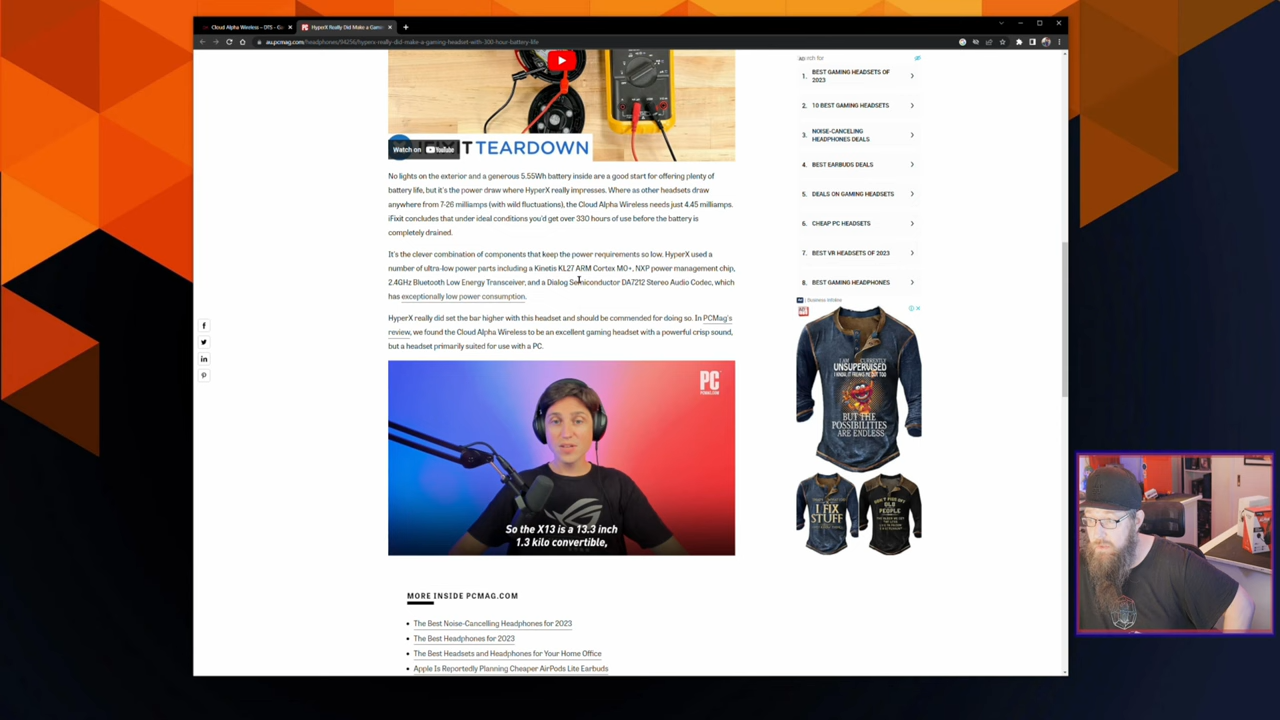 Cloud Alpha Wireless – DTS - G
HyperX Really Did Make a Gam
au.pcmag.com/headphones/94256/hyperx-really-did-make-a-gaming-headset-with-300-hour-battery-life
Watch on YouTube
T TEARDOWN
No lights on the exterior and a generous 5.55Wh battery inside are a good start for offering plenty of
battery life, but it's the power draw where HyperX really impresses. Where as other headsets draw
anywhere from 7-26 milliamps (with wild fluctuations), the Cloud Alpha Wireless needs just 4.45 milliamps.
iFixit concludes that under ideal conditions you'd get over 330 hours of use before the battery is
completely drained.
It's the clever combination of components that keep the power requirements so low. HyperX used a
number of ultra-low power parts including a Kinetis KL27 ARM Cortex M0+, NXP power management chip,
2.4GHz Bluetooth Low Energy Transceiver, and a Dialog Semiconductor DA7212 Stereo Audio Codec, which
has exceptionally low power consumption.
HyperX really did set the bar higher with this headset and should be commended for doing so. In PCMag's
review, we found the Cloud Alpha Wireless to be an excellent gaming headset with a powerful crisp sound,
but a headset primarily suited for use with a PC.
PC
PCMAG.COM
So the X13 is a 13.3 inch
1.3 kilo convertible,
MORE INSIDE PCMAG.COM
The Best Noise-Cancelling Headphones for 2023
The Best Headphones for 2023
The Best Headsets and Headphones for Your Home Office
Apple Is Reportedly Planning Cheaper AirPods Lite Earbuds
rch for
1. BEST GAMING HEADSETS OF
2023
2. 10 BEST GAMING HEADSETS
3. NOISE-CANCELING
HEADPHONES DEALS
4. BEST EARBUDS DEALS
5. DEALS ON GAMING HEADSETS
6. CHEAP PC HEADSETS
7. BEST VR HEADSETS OF 2023
8. BEST GAMING HEADPHONES
I AM CURRENTLY
UNSUPERVISED
I KNOW, IT FREAKS ME OUT TOO
BUT THE
POSSIBILITIES
ARE ENDLESS
I FIX
STUFF
DON'T PISS OFF
OLD
PEOPLE